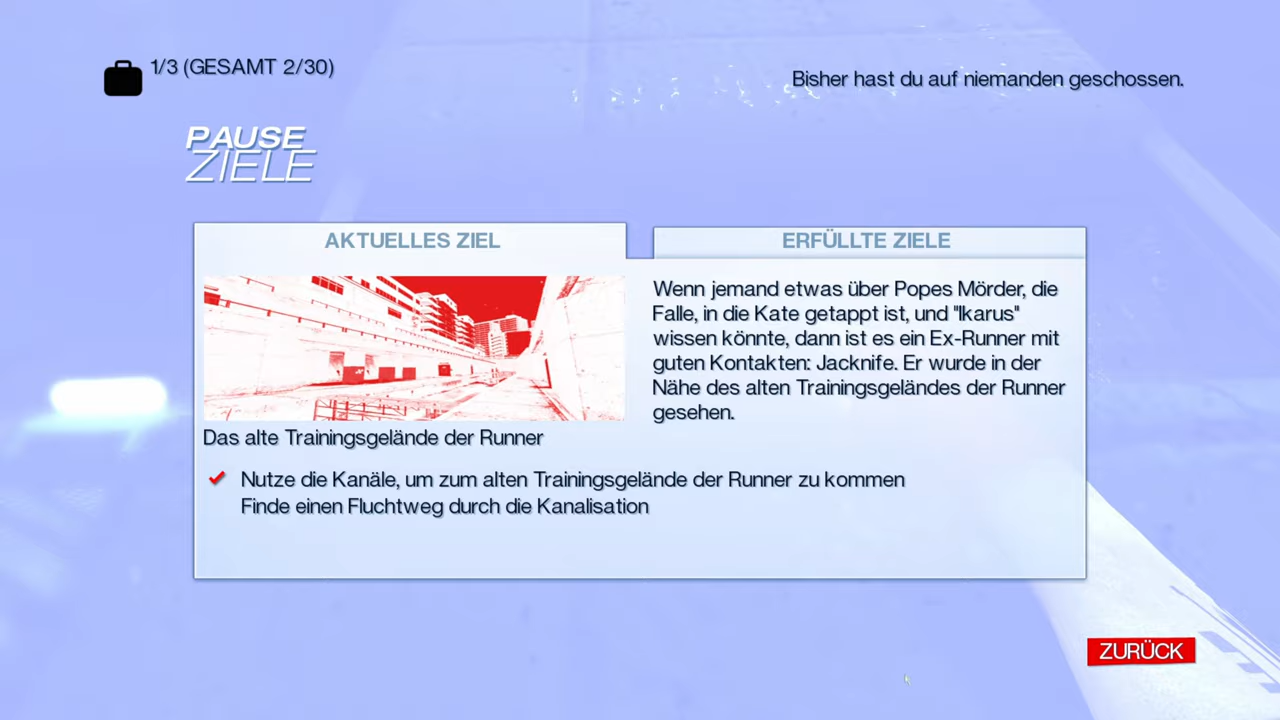 1/3 (GESAMT 2/30)
Bisher hast du auf niemanden geschossen.
PAUSE
ZIELE
AKTUELLES ZIEL
ERFÜLLTE ZIELE
Wenn jemand etwas über Popes Mörder, die
Falle, in die Kate getappt ist, und "Ikarus"
wissen könnte, dann ist es ein Ex-Runner mit
guten Kontakten: Jacknife. Er wurde in der
Nähe des alten Trainingsgeländes der Runner
gesehen.
Das alte Trainingsgelände der Runner
Nutze die Kanäle, um zum alten Trainingsgelände der Runner zu kommen
Finde einen Fluchtweg durch die Kanalisation
ZURÜCK